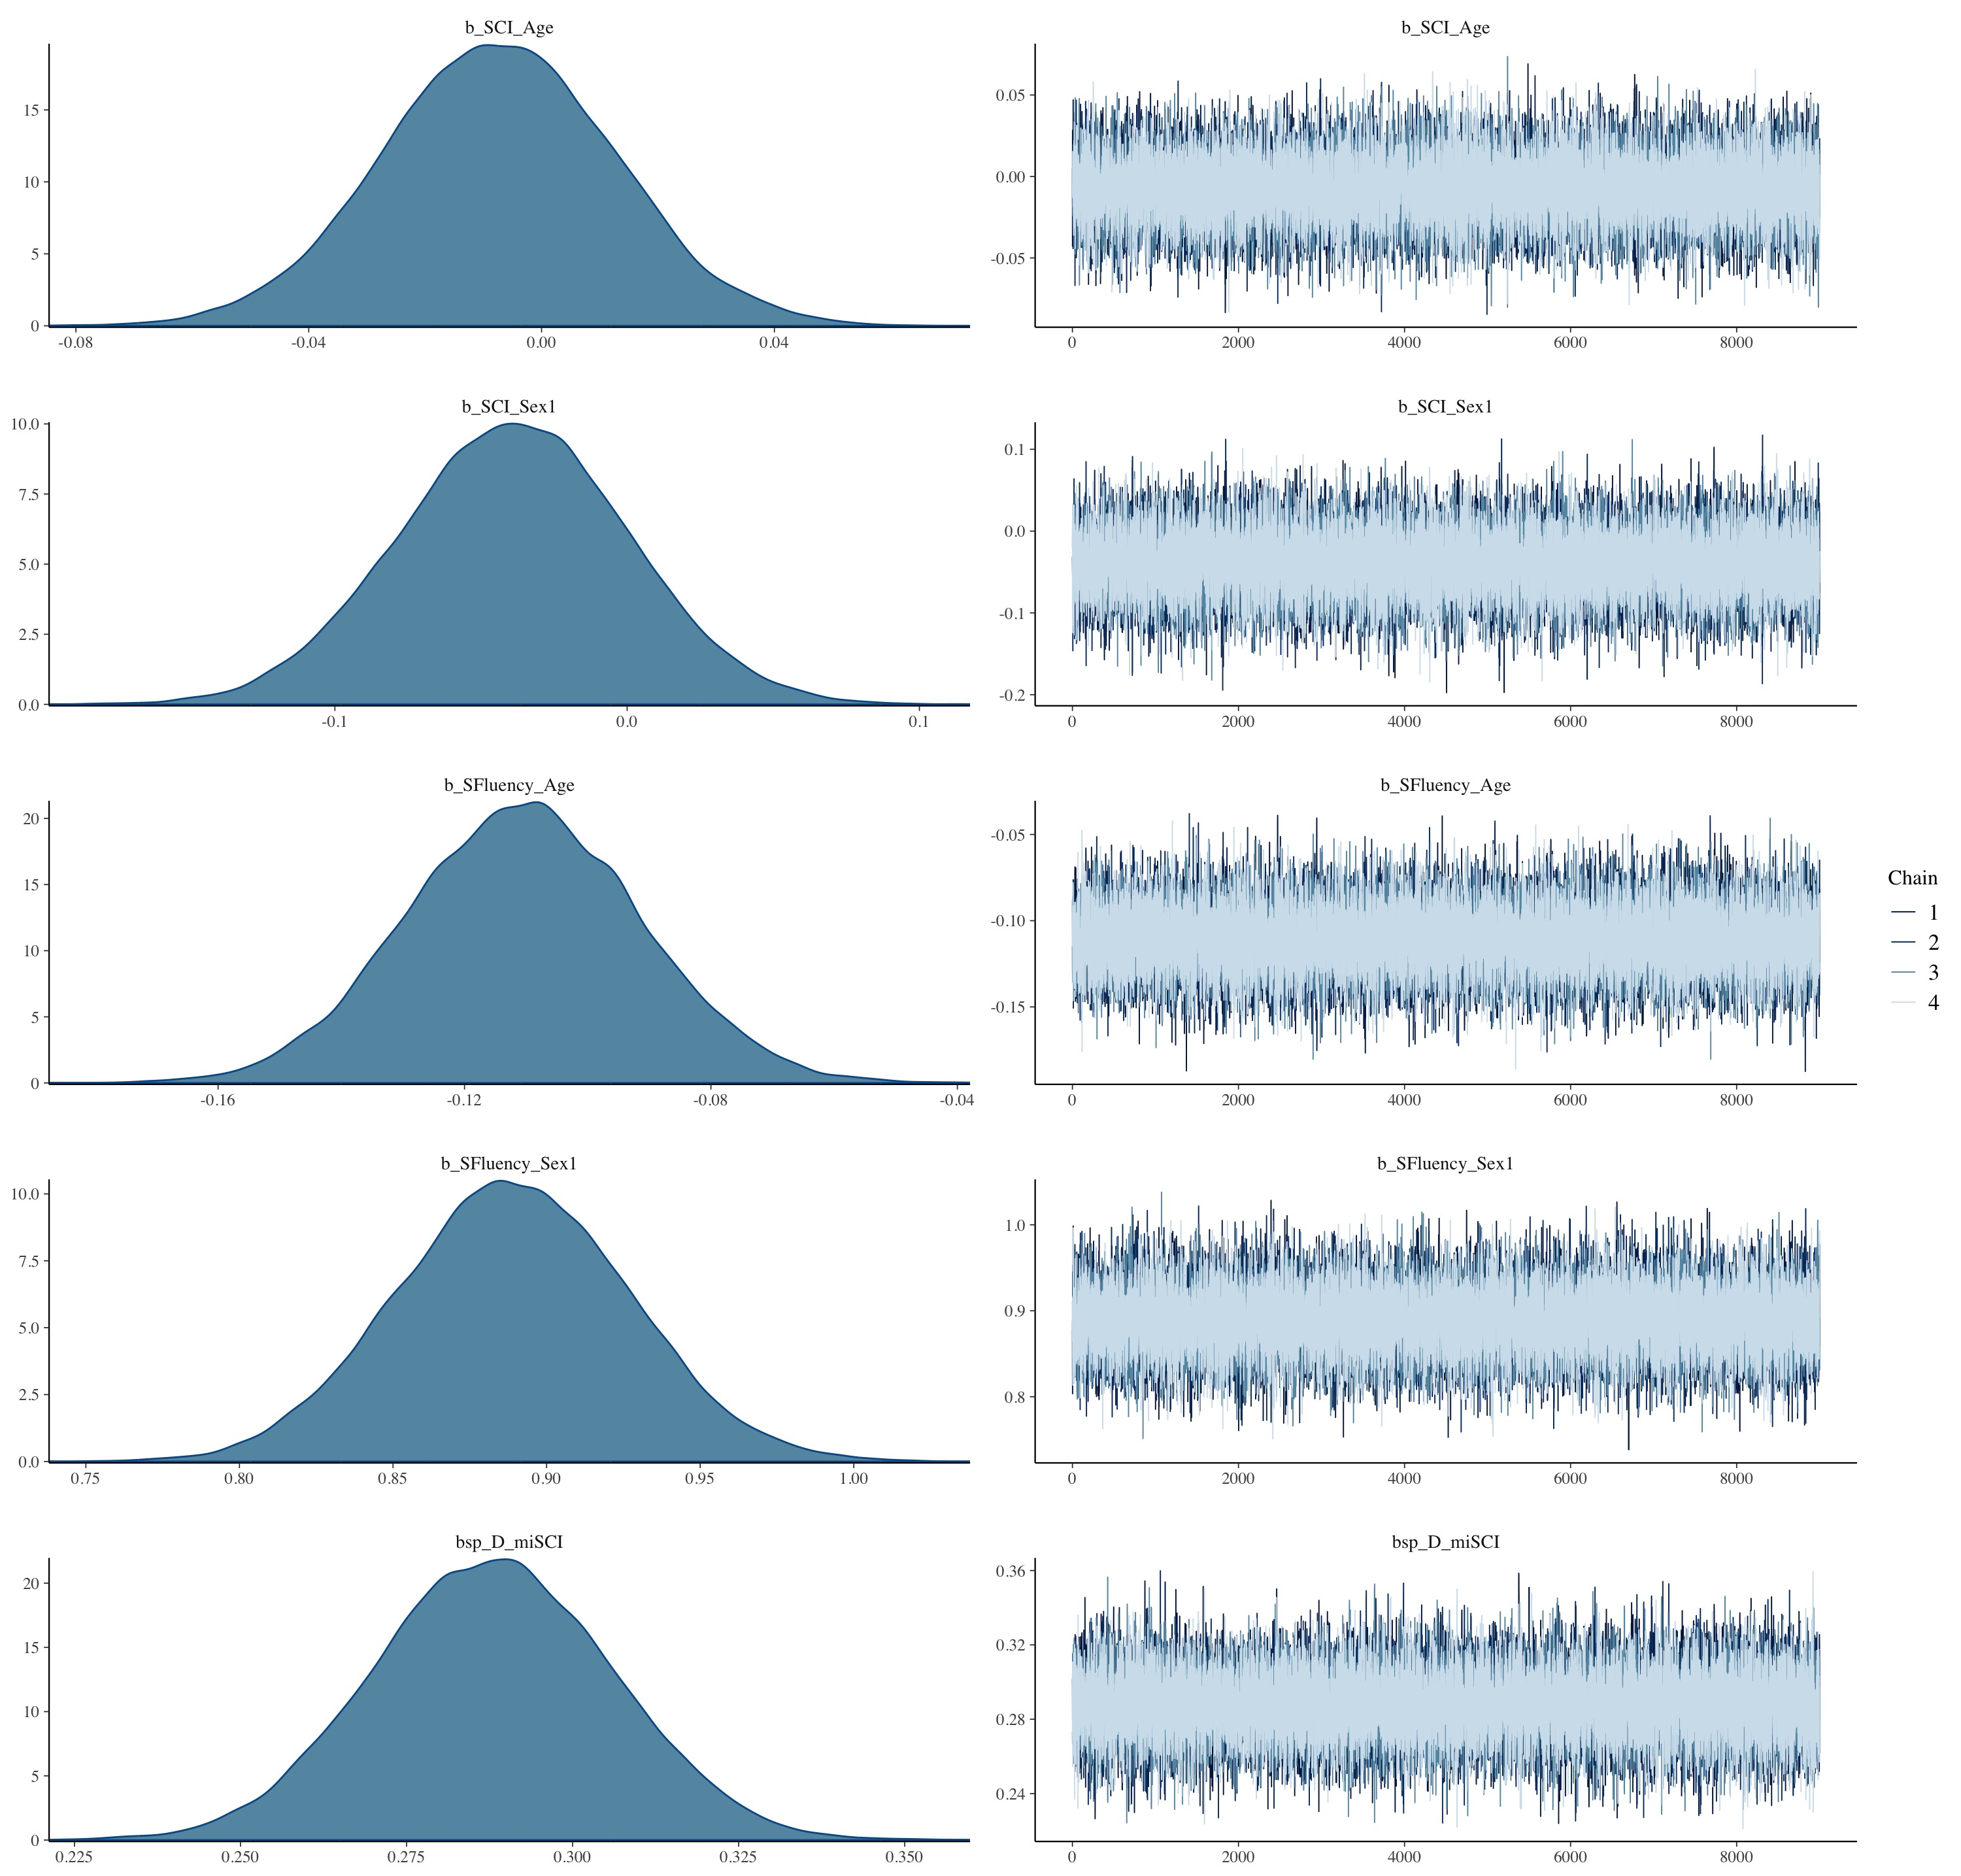 b_SCI_Age
15
10
5
0
-0.08 -0.04 0.00 0.04
b_SCI_Age
0.05
0.00
-0.05
0 2000 4000 6000 8000
b_SCI_Sex1
10.0
7.5
5.0
2.5
0.0
-0.1 0.0 0.1
b_SCI_Sex1
0.1
0.0
-0.1
-0.2
0 2000 4000 6000 8000
b_SFluency_Age
20
15
10
5
0
-0.16 -0.12 -0.08 -0.04
b_SFluency_Age
-0.05
-0.10
-0.15
0 2000 4000 6000 8000
Chain
1
2
3
4
b_SFluency_Sex1
10.0
7.5
5.0
2.5
0.0
0.75 0.80 0.85 0.90 0.95 1.00
b_SFluency_Sex1
1.0
0.9
0.8
0 2000 4000 6000 8000
bsp_D_miSCI
20
15
10
5
0
0.225 0.250 0.275 0.300 0.325 0.350
bsp_D_miSCI
0.36
0.32
0.28
0.24
0 2000 4000 6000 8000